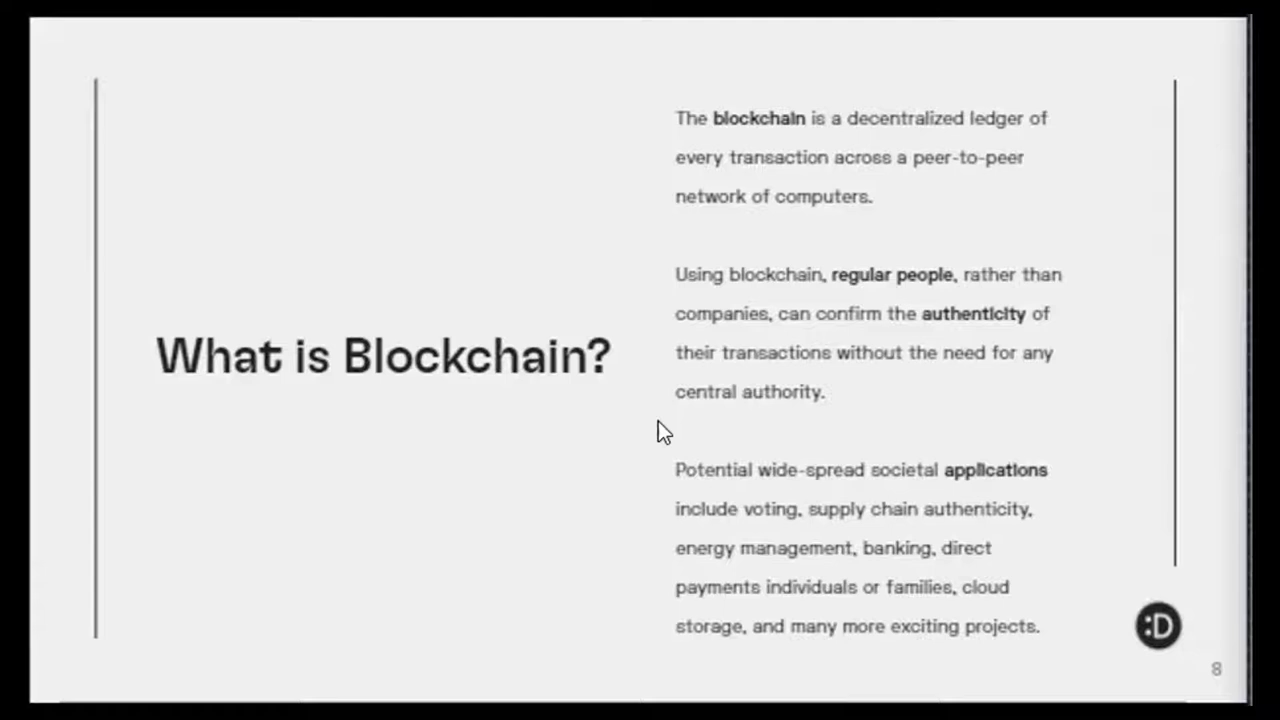 What is Blockchain?
The blockchain is a decentralized ledger of
every transaction across a peer-to-peer
network of computers.
Using blockchain, regular people, rather than
companies, can confirm the authenticity of
their transactions without the need for any
central authority.
Potential wide-spread societal applications
include voting, supply chain authenticity,
energy management, banking, direct
payments individuals or families, cloud
storage, and many more exciting projects.
:D
8